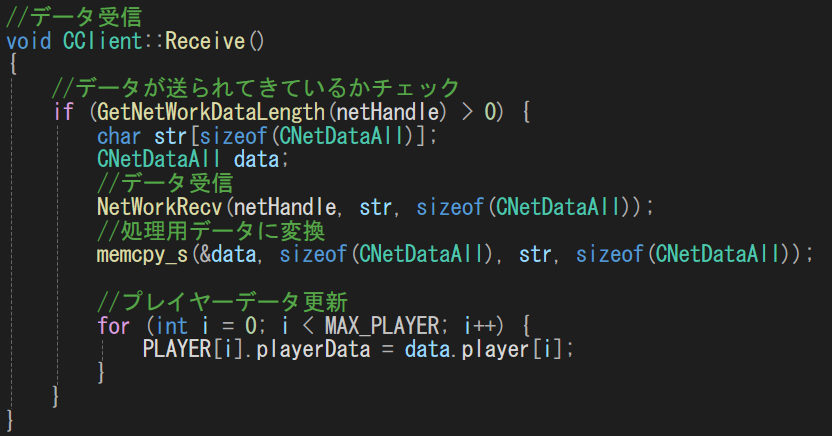 //データ受信
void CClient::Receive()
{
    //データが送られてきているかチェック
    if (GetNetWorkDataLength(netHandle) > 0) {
        char str[sizeof(CNetDataAll)];
        CNetDataAll data;
        //データ受信
        NetWorkRecv(netHandle, str, sizeof(CNetDataAll));
        //処理用データに変換
        memcpy_s(&data, sizeof(CNetDataAll), str, sizeof(CNetDataAll));

        //プレイヤーデータ更新
        for (int i = 0; i < MAX_PLAYER; i++) {
            PLAYER[i].playerData = data.player[i];
        }
    }
}